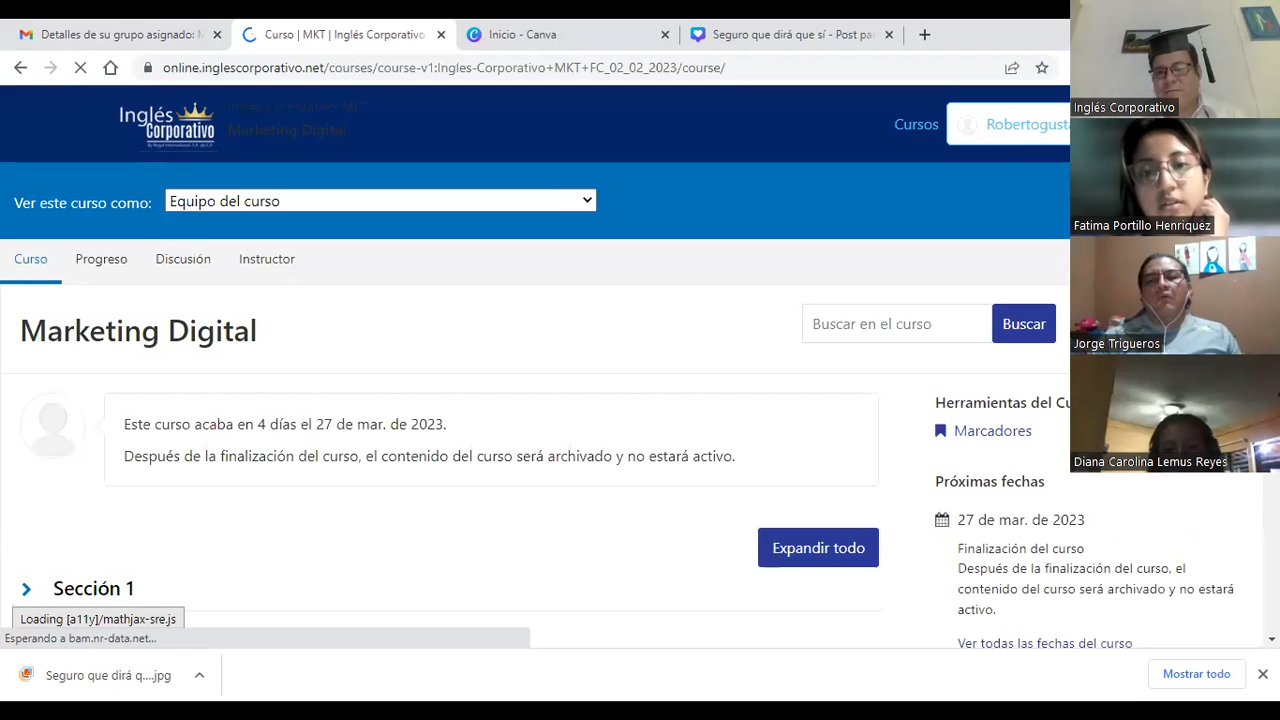 Detalles de su grupo asignado: M
Curso | MKT | Inglés Corporativo
Inicio - Canva
Seguro que dirá que sí - Post pa
online.inglescorporativo.net/courses/course-v1:Ingles-Corporativo+MKT+FC_02_02_2023/course/
Inglés Corporativo
Marketing Digital
Cursos
Robertogusta
Ver este curso como:
Equipo del curso
Curso
Progreso
Discusión
Instructor
Marketing Digital
Buscar en el curso
Buscar
Este curso acaba en 4 días el 27 de mar. de 2023.
Después de la finalización del curso, el contenido del curso será archivado y no estará activo.
Expandir todo
Sección 1
Herramientas del Cu
Marcadores
Próximas fechas
27 de mar. de 2023
Finalización del curso
Después de la finalización del curso, el
contenido del curso será archivado y no estará
activo.
Ver todas las fechas del curso
Loading [a11y]/mathjax-sre.js
Esperando a bam.nr-data.net...
Seguro que dirá q....jpg
Mostrar todo
Inglés Corporativo
Fatima Portillo Henriquez
Jorge Trigueros
Diana Carolina Lemus Reyes